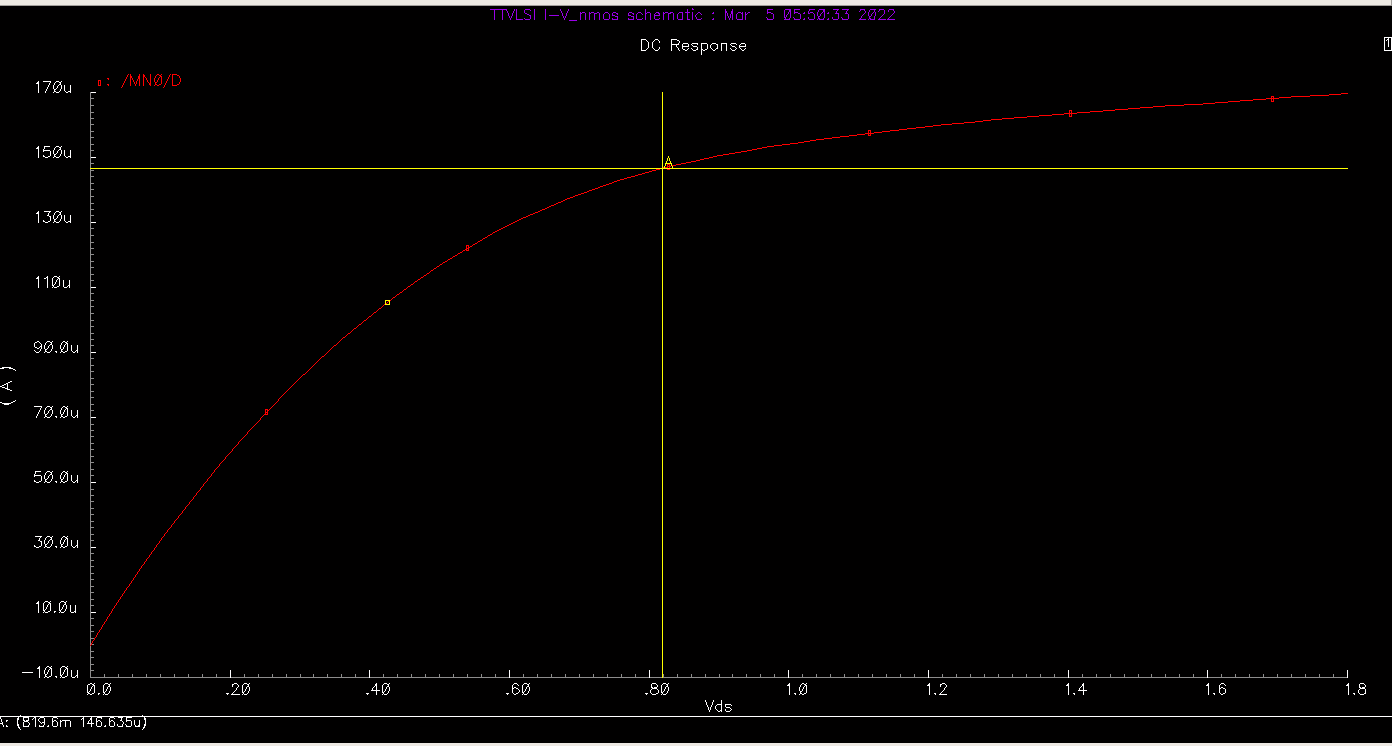 TTVLSI I-V_nmos schematic : Mar 5 05:50:33 2022
DC Response
1
: /MN0/D
170u
150u
130u
110u
90.0u
70.0u
50.0u
30.0u
10.0u
-10.0u
( A )
0.0 .20 .40 .60 .80 1.0 1.2 1.4 1.6 1.8
A
Vds
A: (819.6m 146.635u)